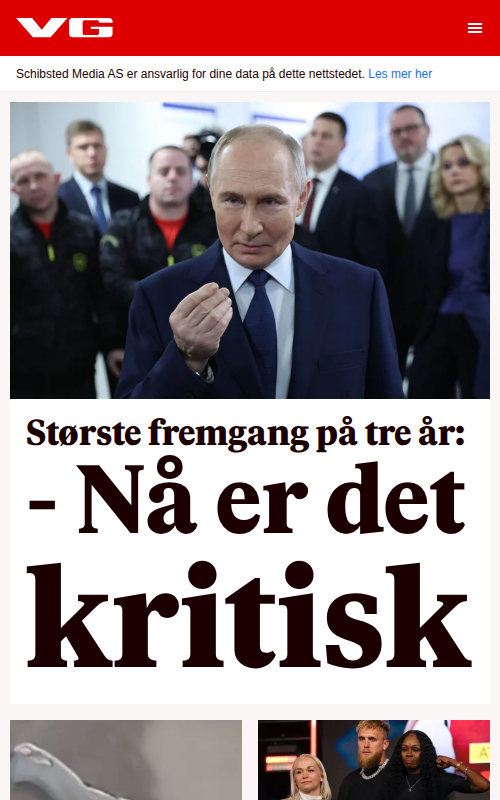 VG
Schibsted Media AS er ansvarlig for dine data på dette nettstedet. Les mer her
Største fremgang på tre år:
- Nå er det
kritisk